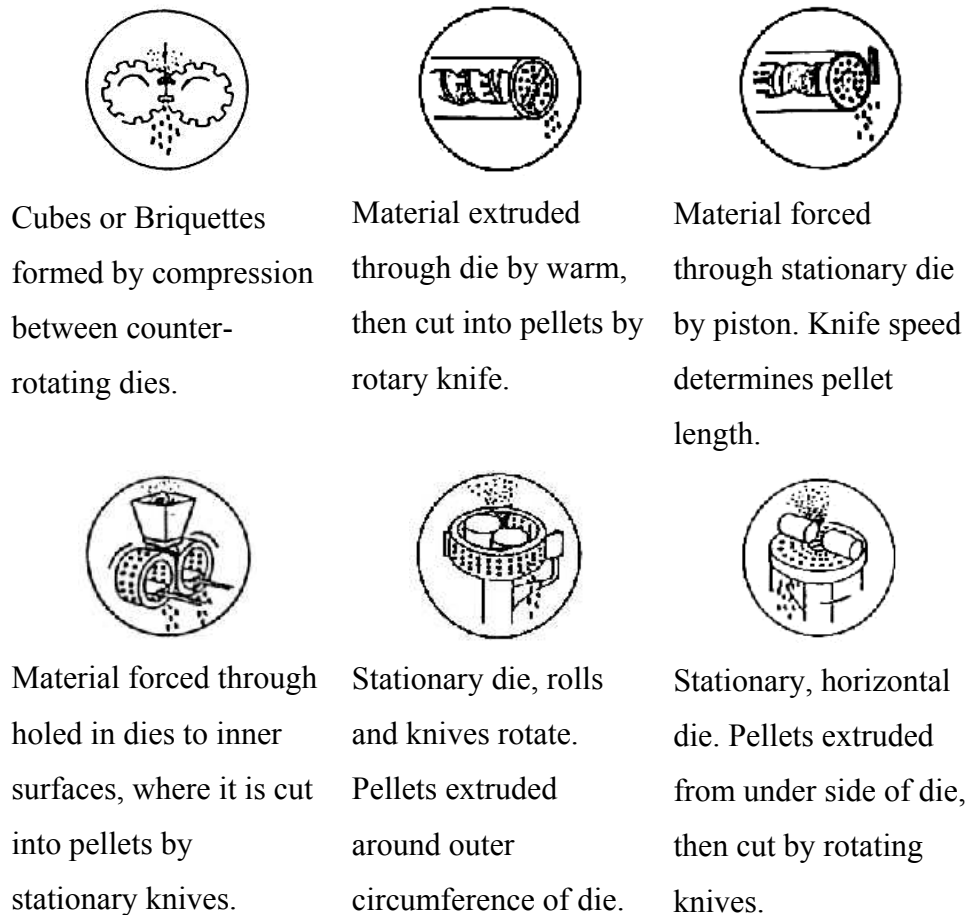 Cubes or Briquettes
formed by compression
between counter-
rotating dies.
Material extruded
through die by warm,
then cut into pellets by
rotary knife.
Material forced
through stationary die
by piston. Knife speed
determines pellet
length.
Material forced through
holed in dies to inner
surfaces, where it is cut
into pellets by
stationary knives.
Stationary die, rolls
and knives rotate.
Pellets extruded
around outer
circumference of die.
Stationary, horizontal
die. Pellets extruded
from under side of die,
then cut by rotating
knives.